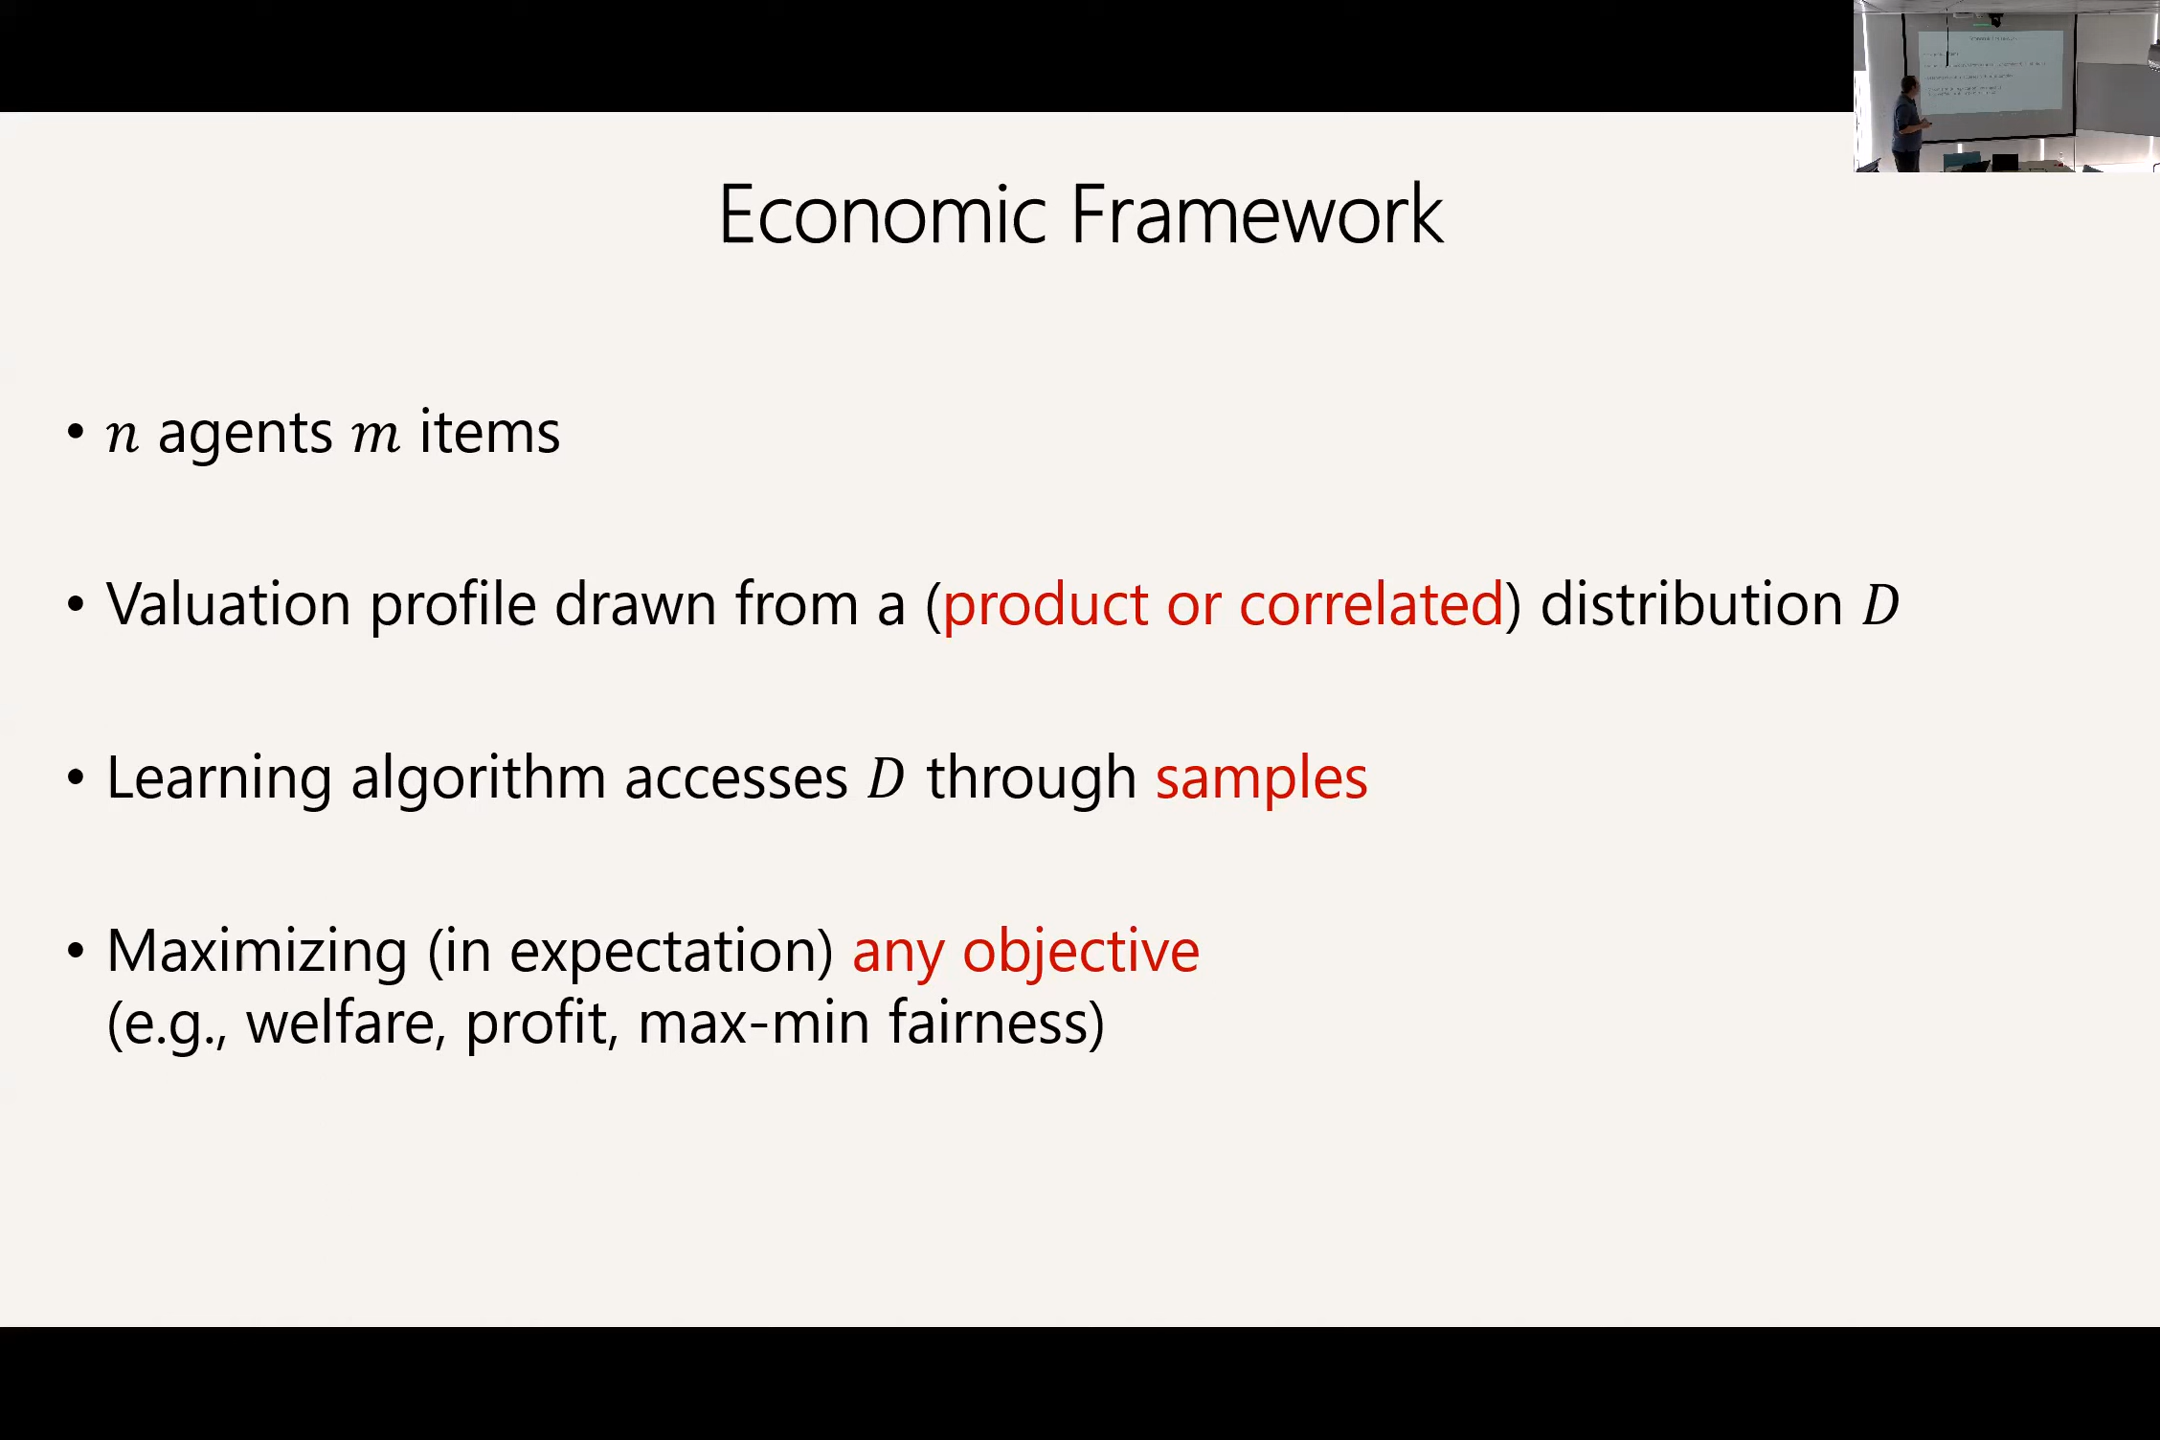 Economic Framework
• n agents m items
• Valuation profile drawn from a (product or correlated) distribution D
• Learning algorithm accesses D through samples
• Maximizing (in expectation) any objective
(e.g., welfare, profit, max-min fairness)